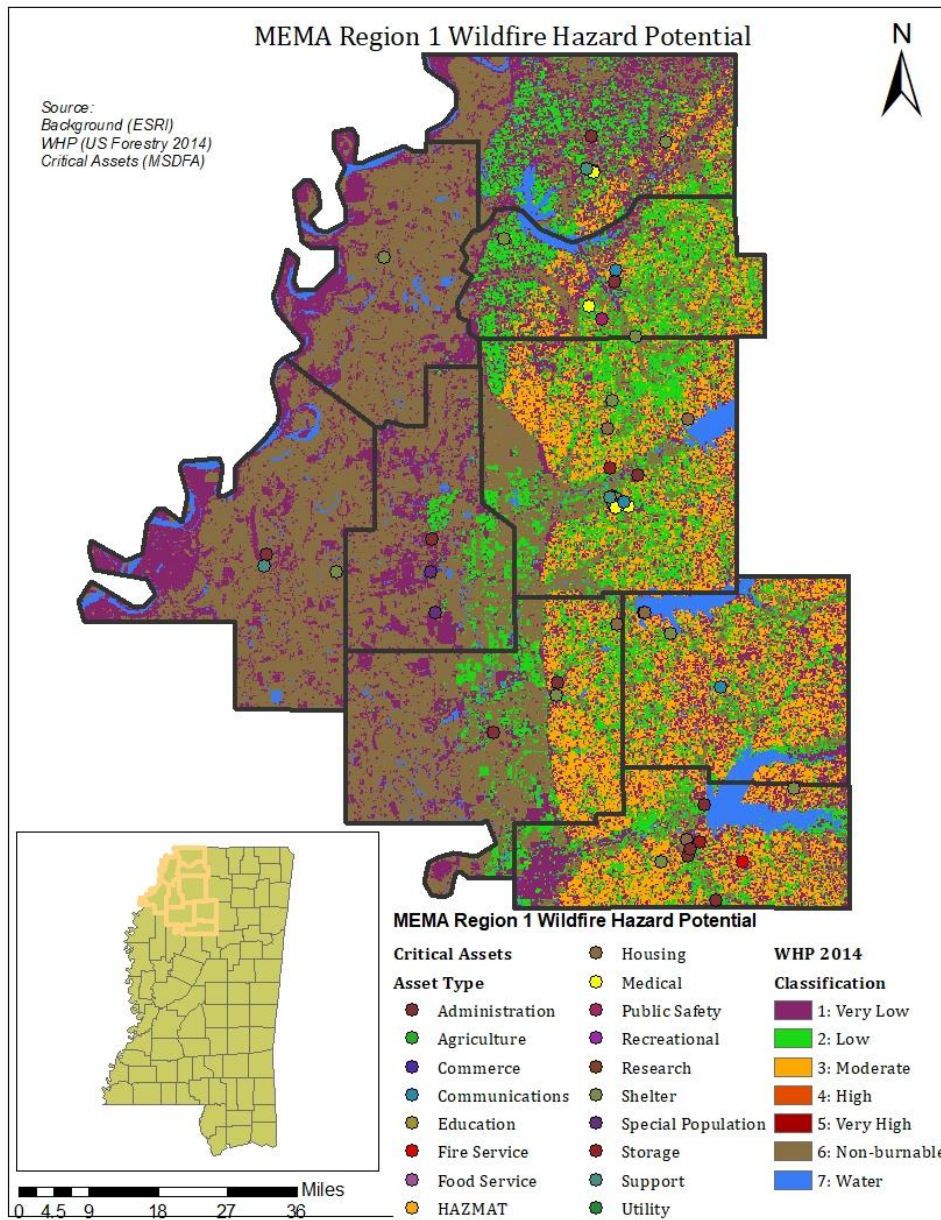 MEMA Region 1 Wildfire Hazard Potential
N
Source:
Background (ESRI)
WHP (US Forestry 2014)
Critical Assets (MSDFA)
MEMA Region 1 Wildfire Hazard Potential
Critical Assets
Asset Type
Administration
Agriculture
Commerce
Communications
Education
Fire Service
Food Service
HAZMAT
Housing
Medical
Public Safety
Recreational
Research
Shelter
Special Population
Storage
Support
Utility
WHP 2014
Classification
1: Very Low
2: Low
3: Moderate
4: High
5: Very High
6: Non-burnable
7: Water
Miles
0 4.5 9 18 27 36